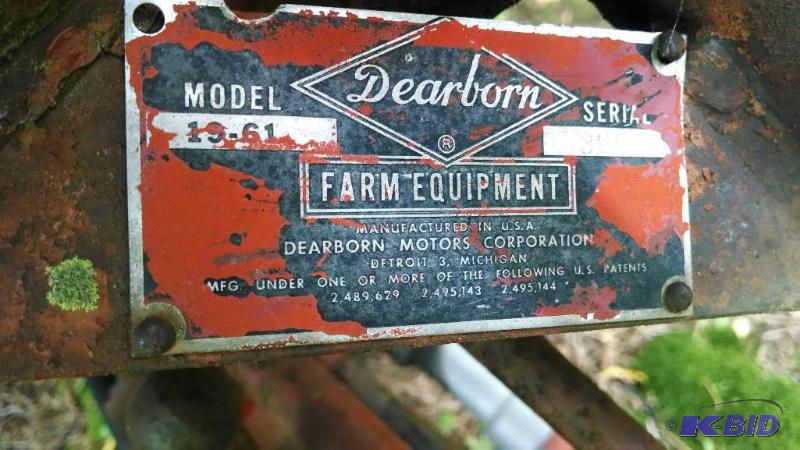 Dearborn
®
MODEL
19-61
SERIAL
FARM EQUIPMENT
MANUFACTURED IN U.S.A.
DEARBORN MOTORS CORPORATION
DETROIT 3, MICHIGAN
MFG. UNDER ONE OR MORE OF THE FOLLOWING U.S. PATENTS
2,489,629 2,495,143 2,495,144
© K-BID